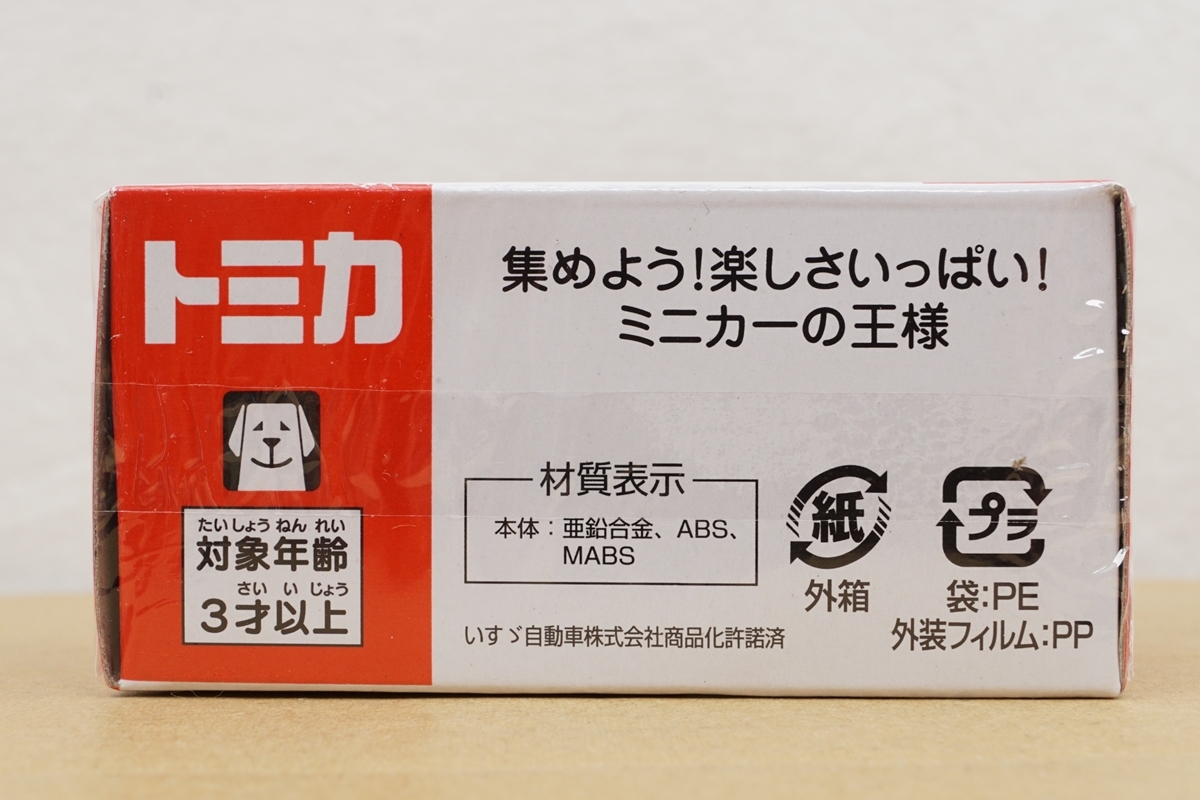 トミカ
たいしょうねんれい
対象年齢
さいいじょう
3才以上
集めよう!楽しさいっぱい!
ミニカーの王様
材質表示
本体:亜鉛合金、ABS、
MABS
いすゞ自動車株式会社商品化許諾済
紙
外箱
プラ
袋:PE
外装フィルム:PP